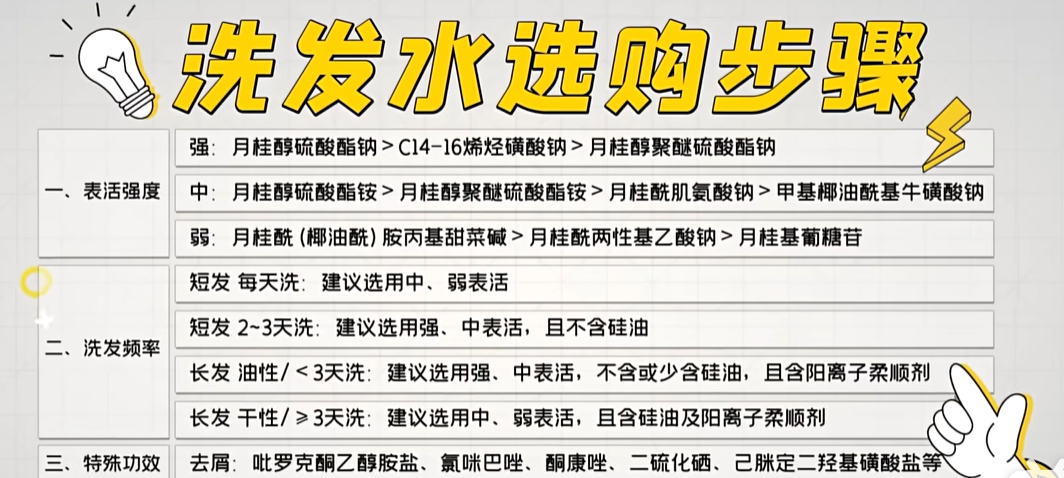 洗发水选购步骤
一、表活强度
强：月桂醇硫酸酯钠＞C14-16烯烃磺酸钠＞月桂醇聚醚硫酸酯钠
中：月桂醇硫酸酯铵＞月桂醇聚醚硫酸酯铵＞月桂酰肌氨酸钠＞甲基椰油酰基牛磺酸钠
弱：月桂酰（椰油酰）胺丙基甜菜碱＞月桂酰两性基乙酸钠＞月桂基葡糖苷
二、洗发频率
短发 每天洗：建议选用中、弱表活
短发 2~3天洗：建议选用强、中表活，且不含硅油
长发 油性/＜3天洗：建议选用强、中表活，不含或少含硅油，且含阳离子柔顺剂
长发 干性/≥3天洗：建议选用中、弱表活，且含硅油及阳离子柔顺剂
三、特殊功效
去屑：吡罗克酮乙醇胺盐、氯咪巴唑、酮康唑、二硫化硒、己脒定二羟基磺酸盐等